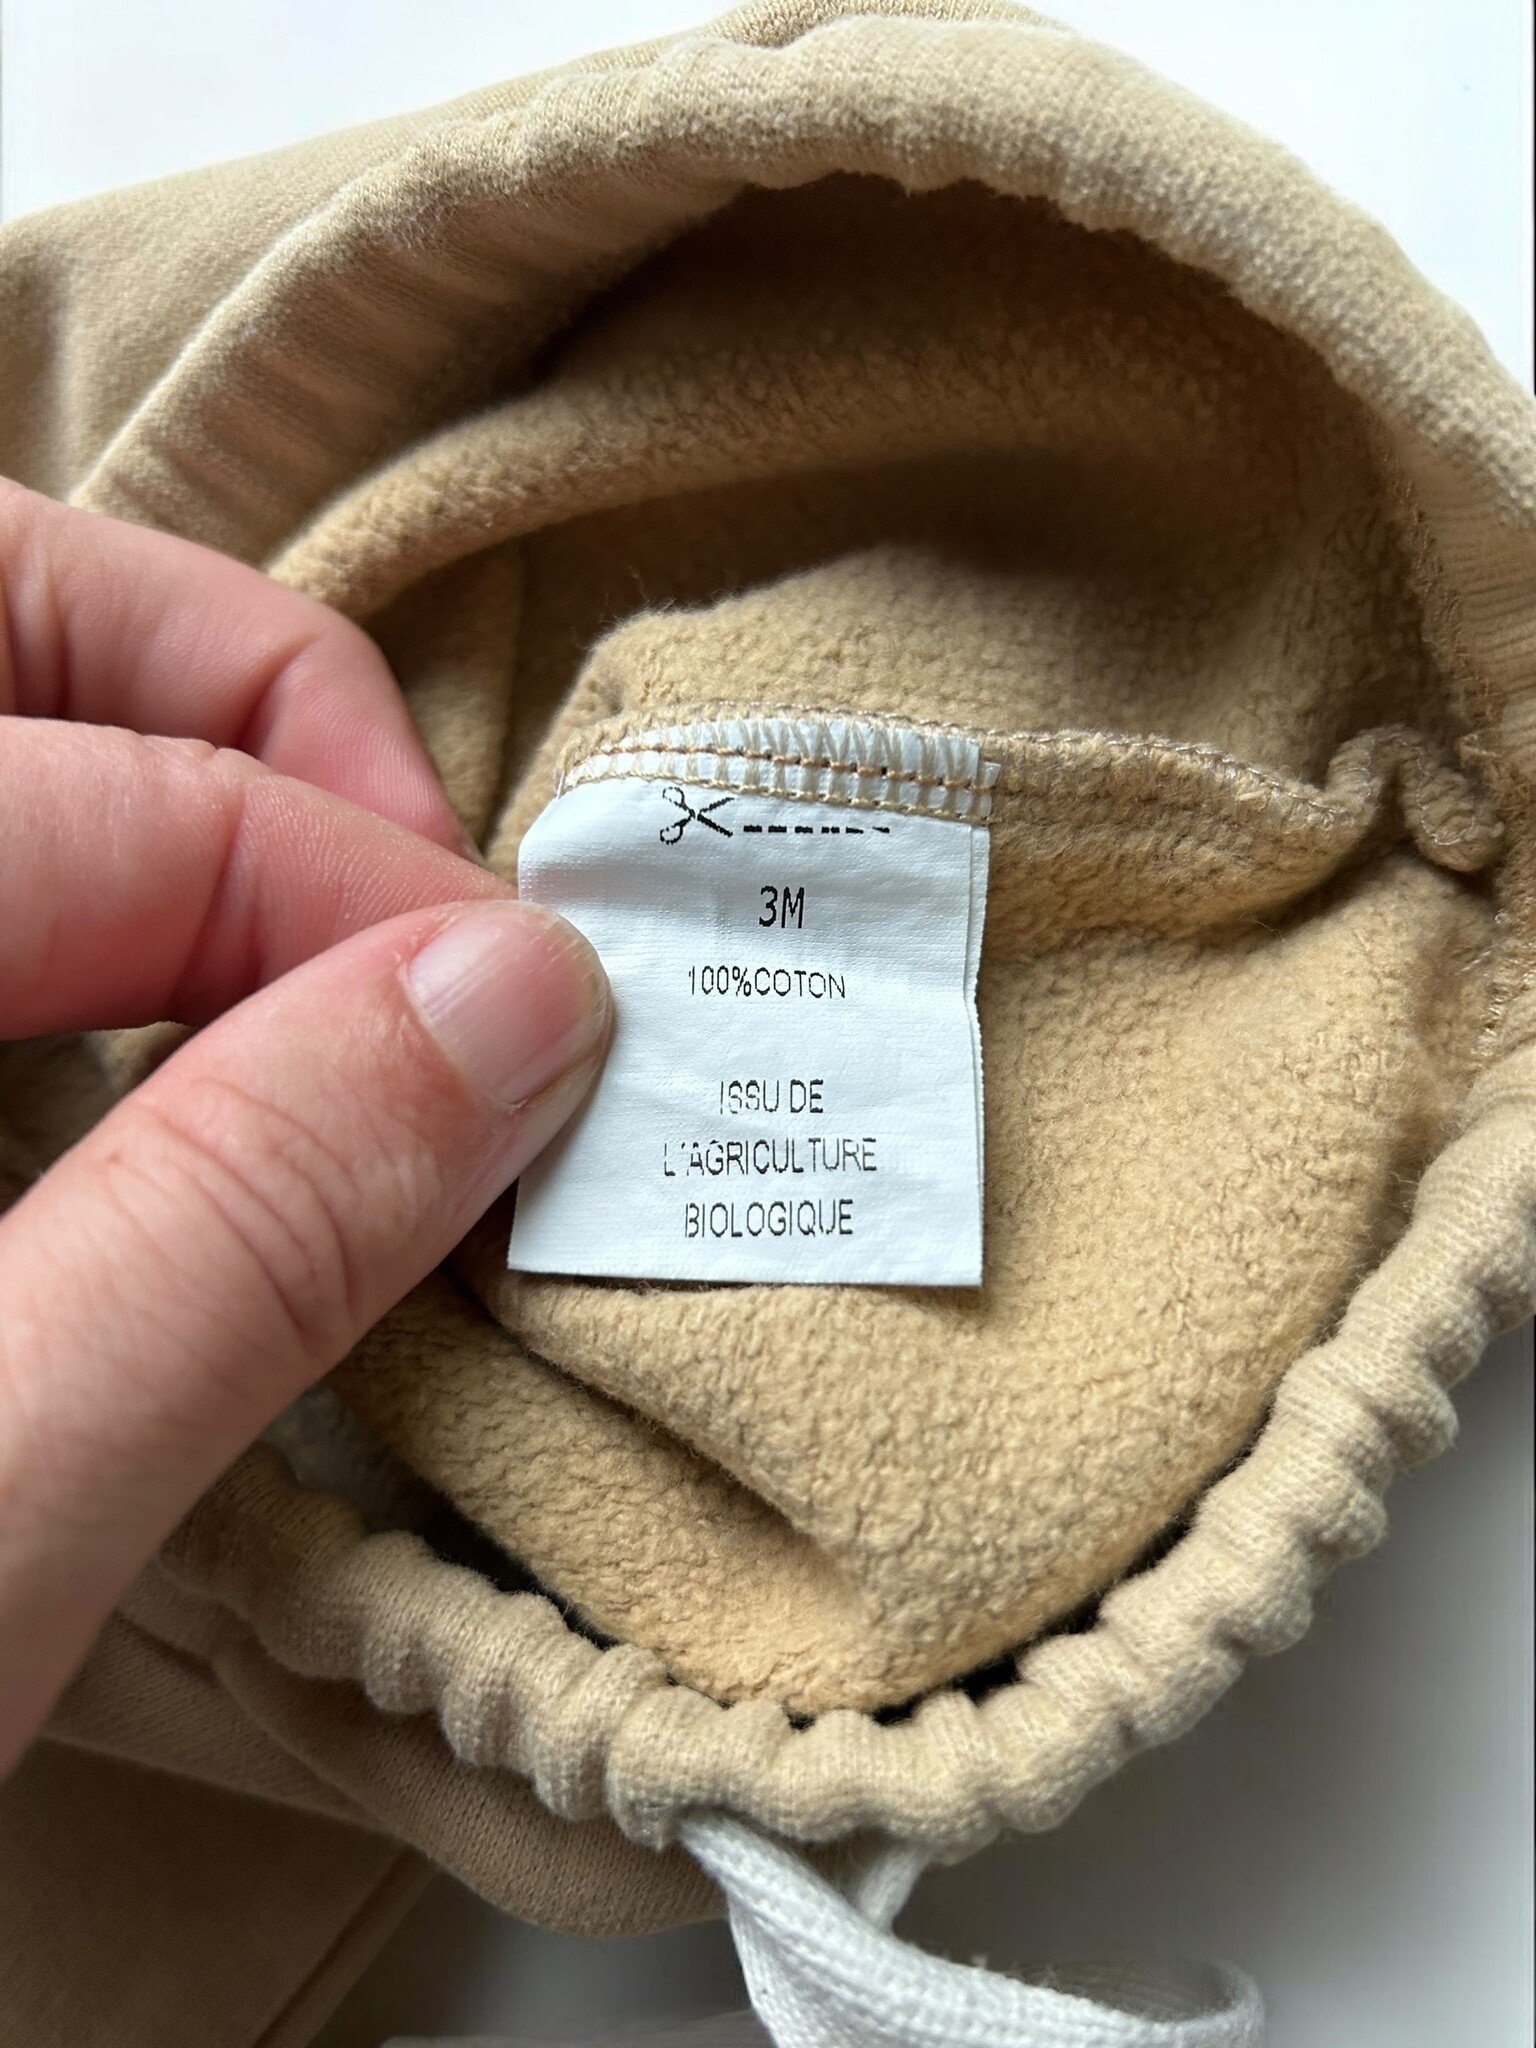 3M
100%COTON
ISSU DE
L'AGRICULTURE
BIOLOGIQUE